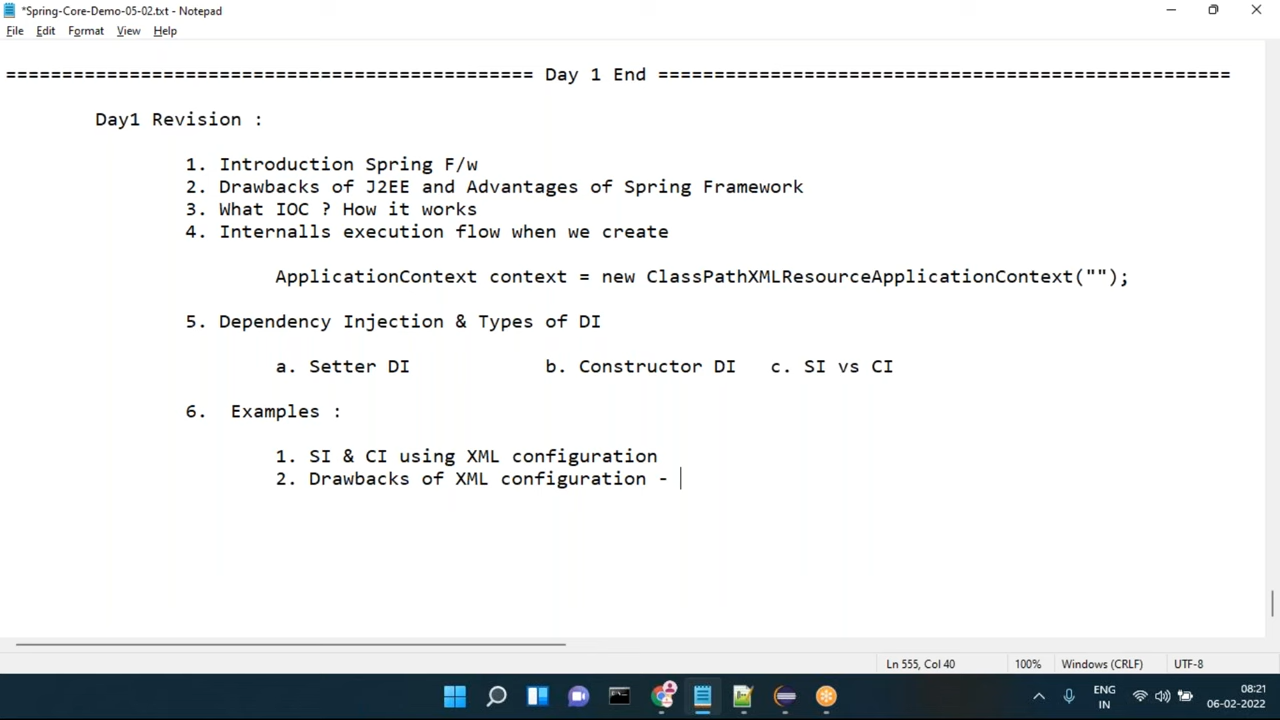 *Spring-Core-Demo-05-02.txt - Notepad
File Edit Format View Help
=============================================== Day 1 End ===================================================
Day1 Revision :
1. Introduction Spring F/w
2. Drawbacks of J2EE and Advantages of Spring Framework
3. What IOC ? How it works
4. Internalls execution flow when we create
ApplicationContext context = new ClassPathXMLResourceApplicationContext("");
5. Dependency Injection & Types of DI
a. Setter DI b. Constructor DI c. SI vs CI
6. Examples :
1. SI & CI using XML configuration
2. Drawbacks of XML configuration -
Ln 555, Col 40 100% Windows (CRLF) UTF-8
ENG 08:21
IN 06-02-2022